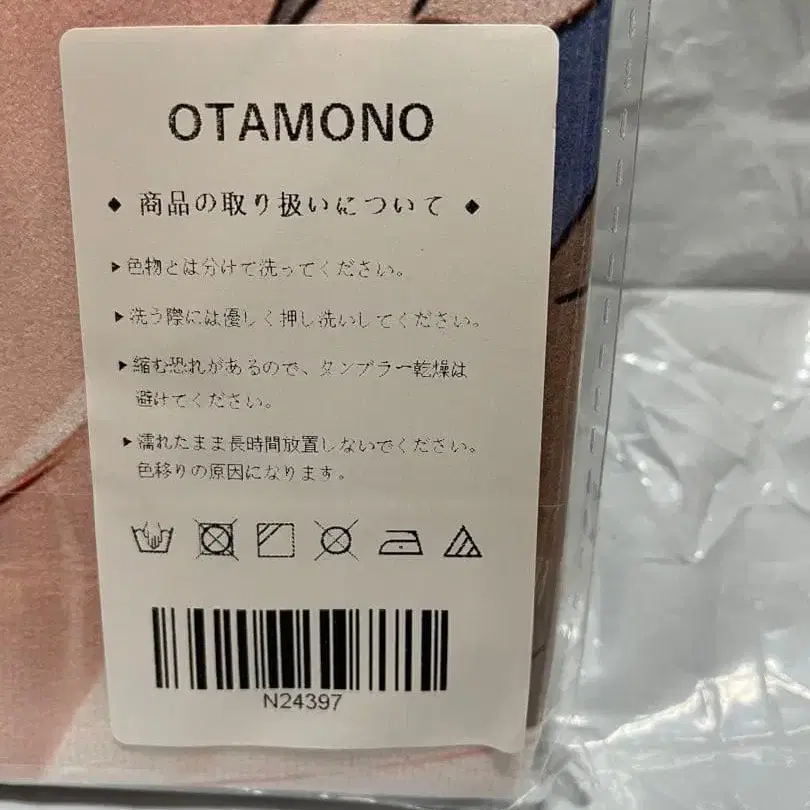 OTAMONO
◆ 商品の取り扱いについて ◆
▶色物とは分けて洗ってください。
▶洗う際には優しく押し洗いしてください。
▶縮む恐れがあるので、タンブラー乾燥は
避けてください。
▶濡れたまま長時間放置しないでください。
色移りの原因になります。
N24397